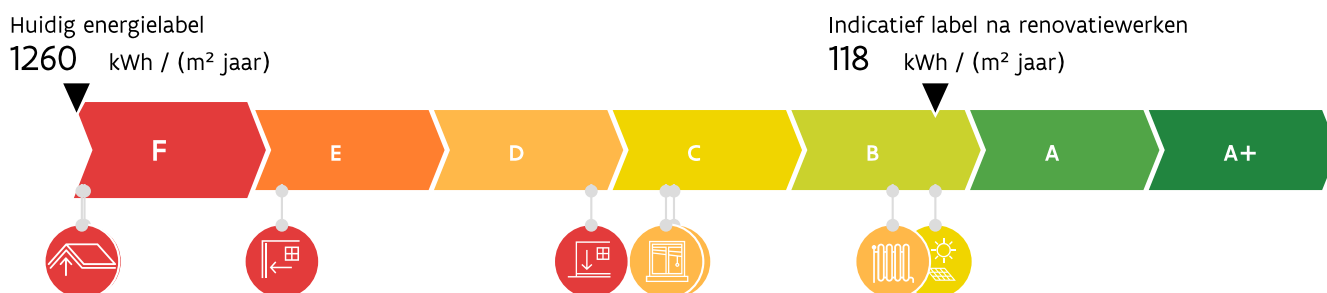 Huidig energielabel
1260 kWh / (m² jaar)
Indicatief label na renovatiewerken
118 kWh / (m² jaar)
F E D C B A A+